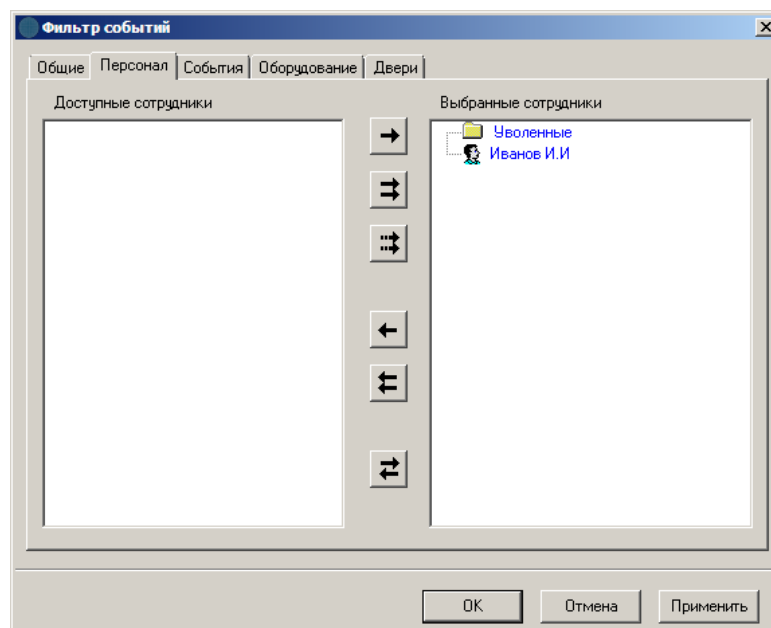 Фильтр событий
Общие Персонал События Оборудование Двери
Доступные сотрудники Выбранные сотрудники
Уволенные
Иванов И.И
OK Отмена Применить